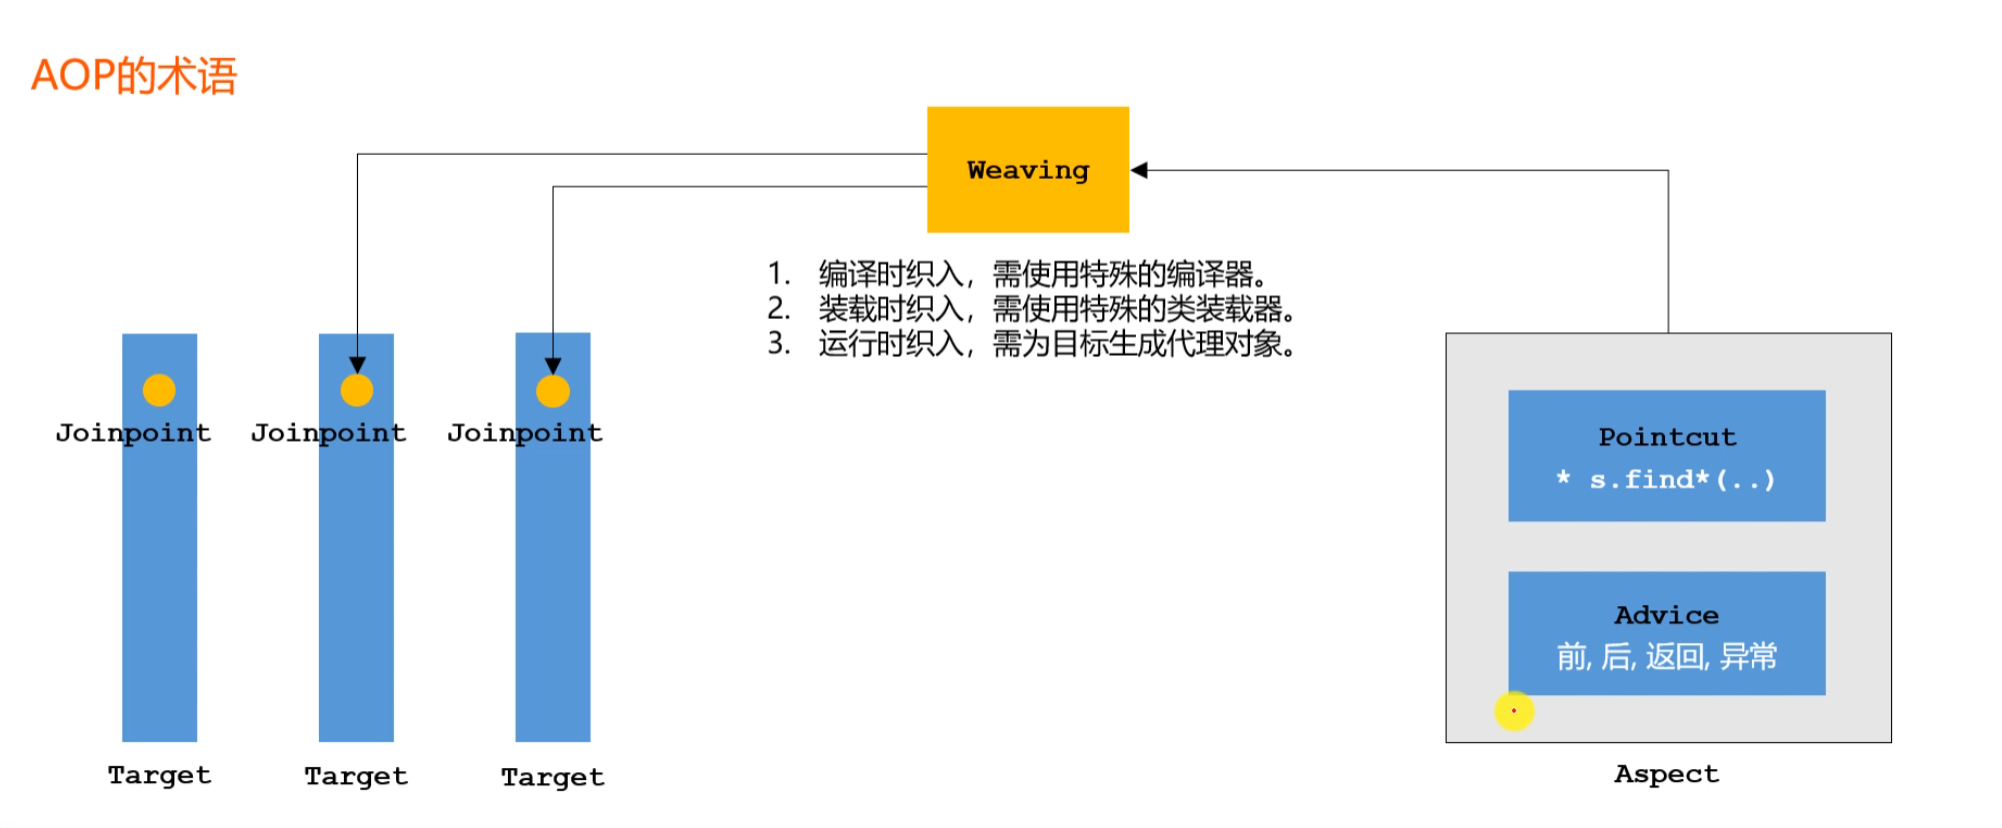 AOP的术语
Weaving
1. 编译时织入，需使用特殊的编译器。
2. 装载时织入，需使用特殊的类装载器。
3. 运行时织入，需为目标生成代理对象。
Joinpoint Joinpoint Joinpoint
Pointcut
* s.find*(..)
Advice
前, 后, 返回, 异常
Target Target Target
Aspect